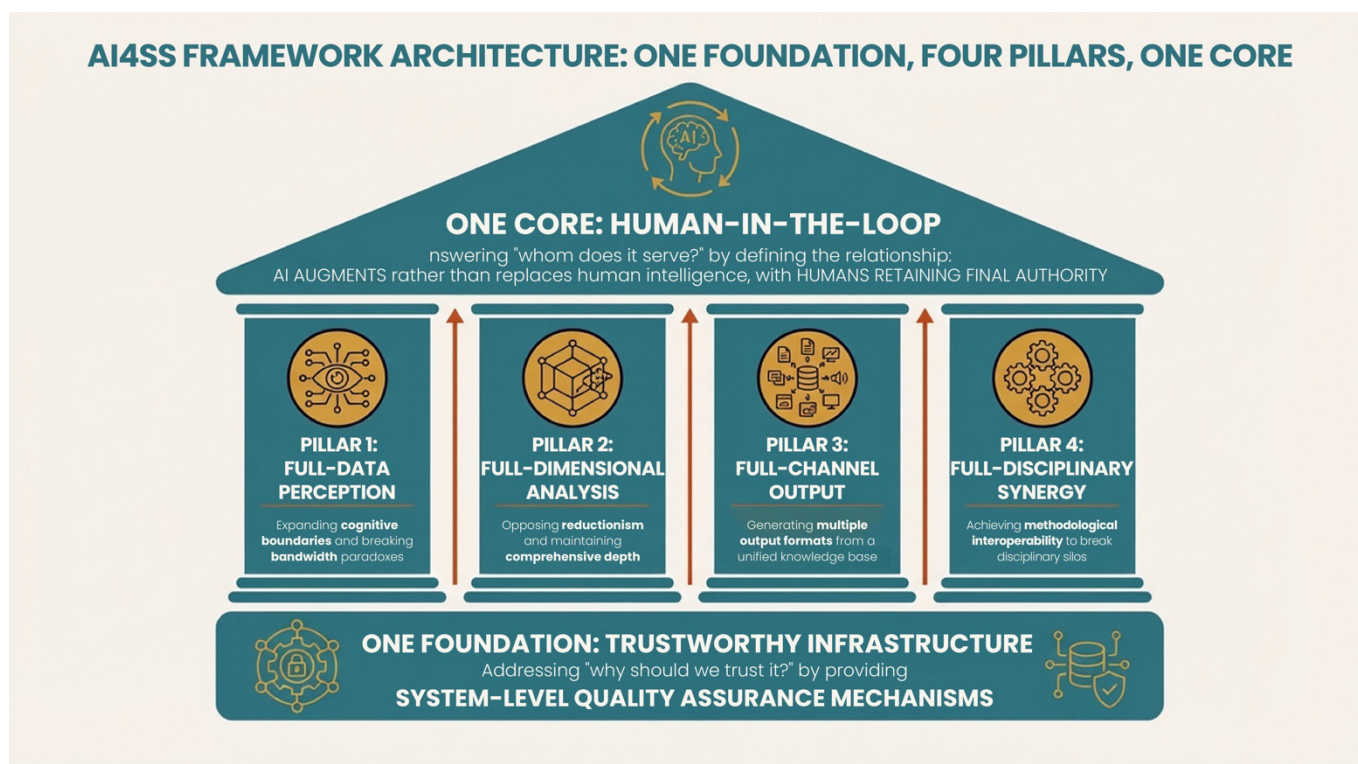 AI4SS FRAMEWORK ARCHITECTURE: ONE FOUNDATION, FOUR PILLARS, ONE CORE
AI
ONE CORE: HUMAN-IN-THE-LOOP
nswering "whom does it serve?" by defining the relationship:
AI AUGMENTS rather than replaces human intelligence, with HUMANS RETAINING FINAL AUTHORITY
PILLAR 1:
FULL-DATA
PERCEPTION
Expanding cognitive
boundaries and breaking
bandwidth paradoxes
PILLAR 2:
FULL-DIMENSIONAL
ANALYSIS
Opposing reductionism
and maintaining
comprehensive depth
PILLAR 3:
FULL-CHANNEL
OUTPUT
Generating multiple
output formats from a
unified knowledge base
PILLAR 4:
FULL-DISCIPLINARY
SYNERGY
Achieving methodological
interoperability to break
disciplinary silos
ONE FOUNDATION: TRUSTWORTHY INFRASTRUCTURE
Addressing "why should we trust it?" by providing
SYSTEM-LEVEL QUALITY ASSURANCE MECHANISMS